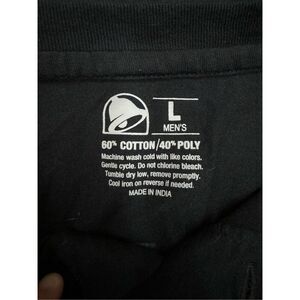 L
MEN'S
60% COTTON/40% POLY
Machine wash cold with like colors.
Gentle cycle. Do not chlorine bleach.
Tumble dry low, remove promptly.
Cool iron on reverse if needed.
MADE IN INDIA